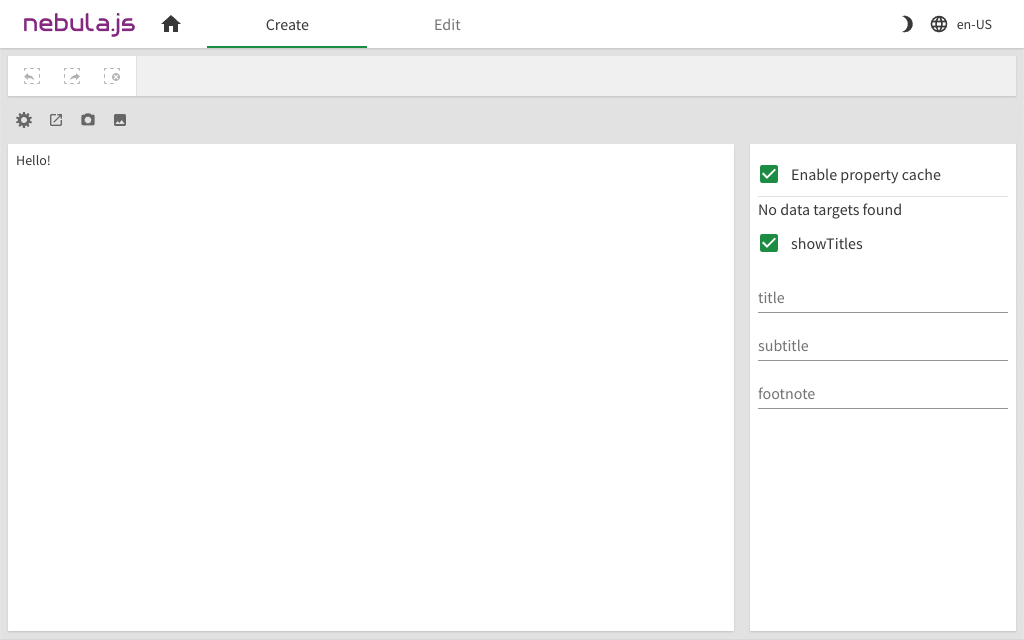 nebula.js
Create
Edit
en-US
Hello!
Enable property cache
No data targets found
showTitles
title
subtitle
footnote